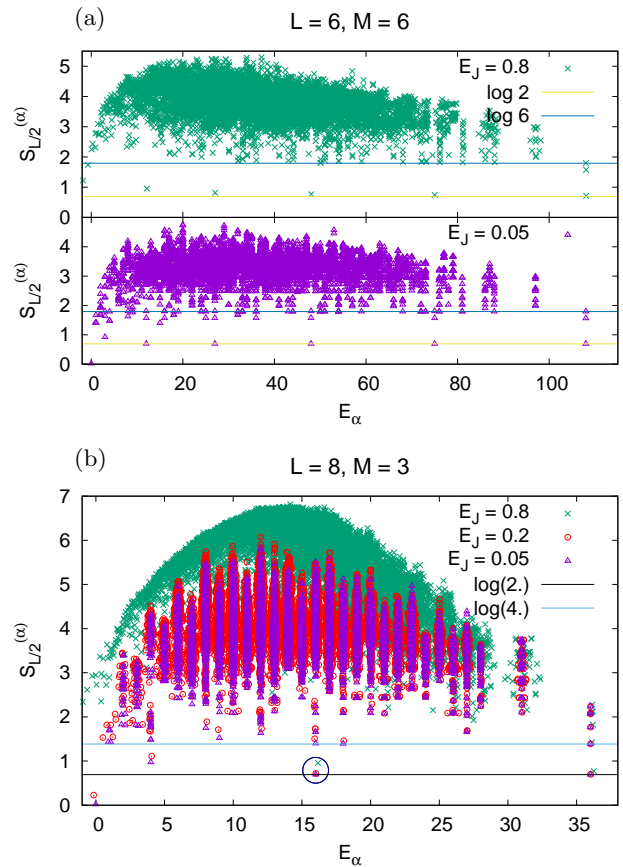 (a)
L = 6, M = 6
S_{L/2}^{(α)}
5
4
3
2
1
0
E_J = 0.8
log 2
log 6
S_{L/2}^{(α)}
4
3
2
1
0
E_J = 0.05
0 20 40 60 80 100
E_α
(b)
L = 8, M = 3
S_{L/2}^{(α)}
7
6
5
4
3
2
1
0
E_J = 0.8
E_J = 0.2
E_J = 0.05
log(2.)
log(4.)
0 5 10 15 20 25 30 35
E_α